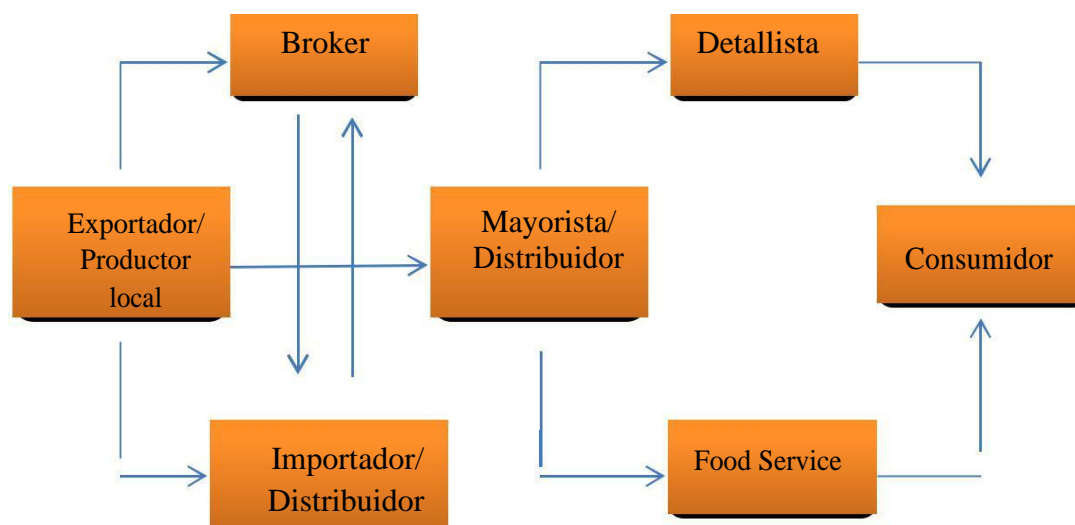 Broker
Detallista
Exportador/
Productor
local
Mayorista/
Distribuidor
Consumidor
Importador/
Distribuidor
Food Service